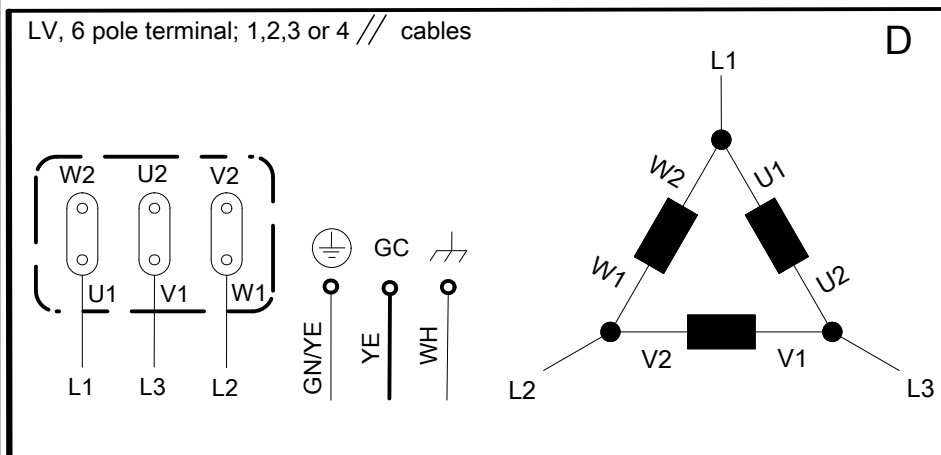 LV, 6 pole terminal; 1,2,3 or 4 // cables
D
L1
W2 U2 V2
W2 U1
GC
W1 U2
U1 V1 W1
GN/YE YE WH
V2 V1
L1 L3 L2
L2 L3